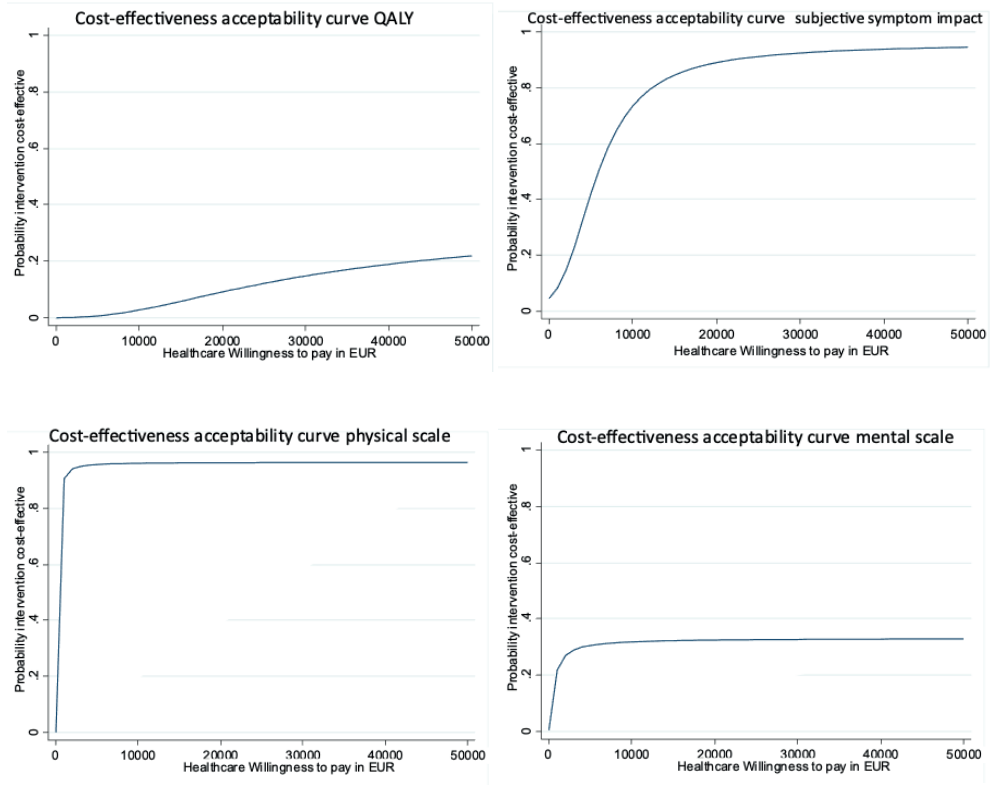 Cost-effectiveness acceptability curve QALY
Probability intervention cost-effective
1
.8
.6
.4
.2
0
0 10000 20000 30000 40000 50000
Healthcare Willingness to pay in EUR
Cost-effectiveness acceptability curve subjective symptom impact
Probability intervention cost-effective
1
.8
.6
.4
.2
0
0 10000 20000 30000 40000 50000
Healthcare Willingness to pay in EUR
Cost-effectiveness acceptability curve physical scale
Probability intervention cost-effective
1
.8
.6
.4
.2
0
0 10000 20000 30000 40000 50000
Healthcare Willingness to pay in EUR
Cost-effectiveness acceptability curve mental scale
Probability intervention cost-effective
1
.8
.6
.4
.2
0
0 10000 20000 30000 40000 50000
Healthcare Willingness to pay in EUR